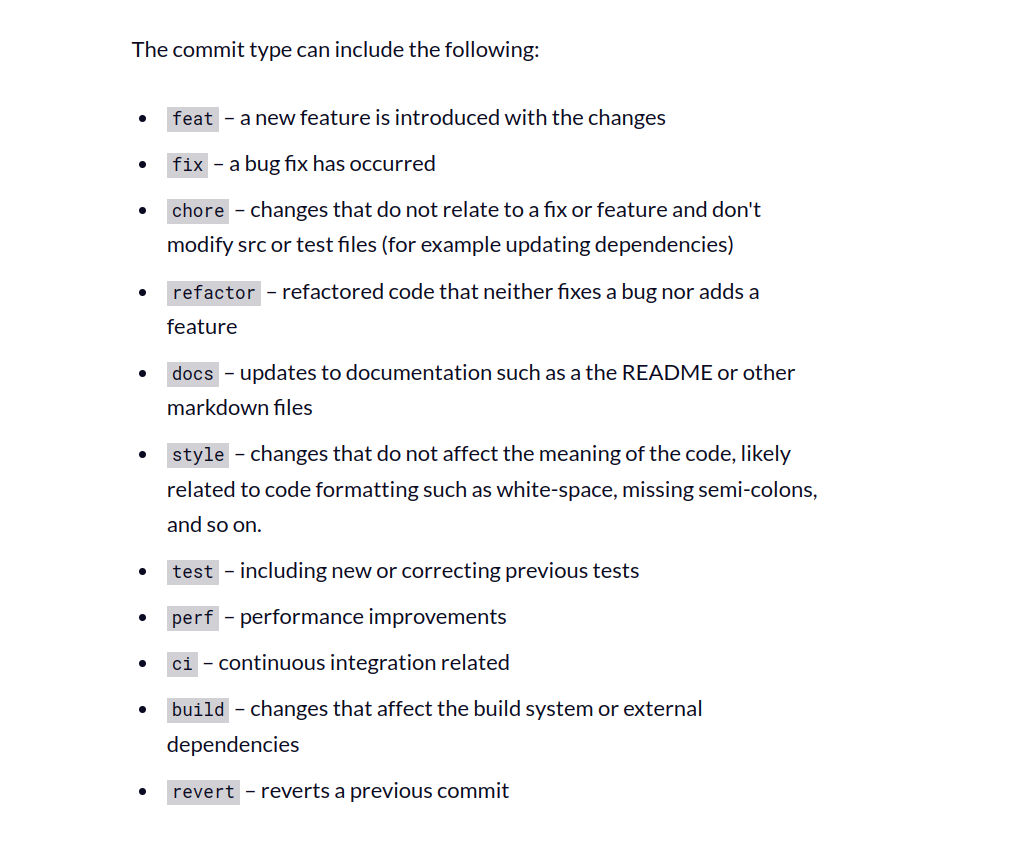 The commit type can include the following:
• feat – a new feature is introduced with the changes
• fix – a bug fix has occurred
• chore – changes that do not relate to a fix or feature and don't
modify src or test files (for example updating dependencies)
• refactor – refactored code that neither fixes a bug nor adds a
feature
• docs – updates to documentation such as a the README or other
markdown files
• style – changes that do not affect the meaning of the code, likely
related to code formatting such as white-space, missing semi-colons,
and so on.
• test – including new or correcting previous tests
• perf – performance improvements
• ci – continuous integration related
• build – changes that affect the build system or external
dependencies
• revert – reverts a previous commit